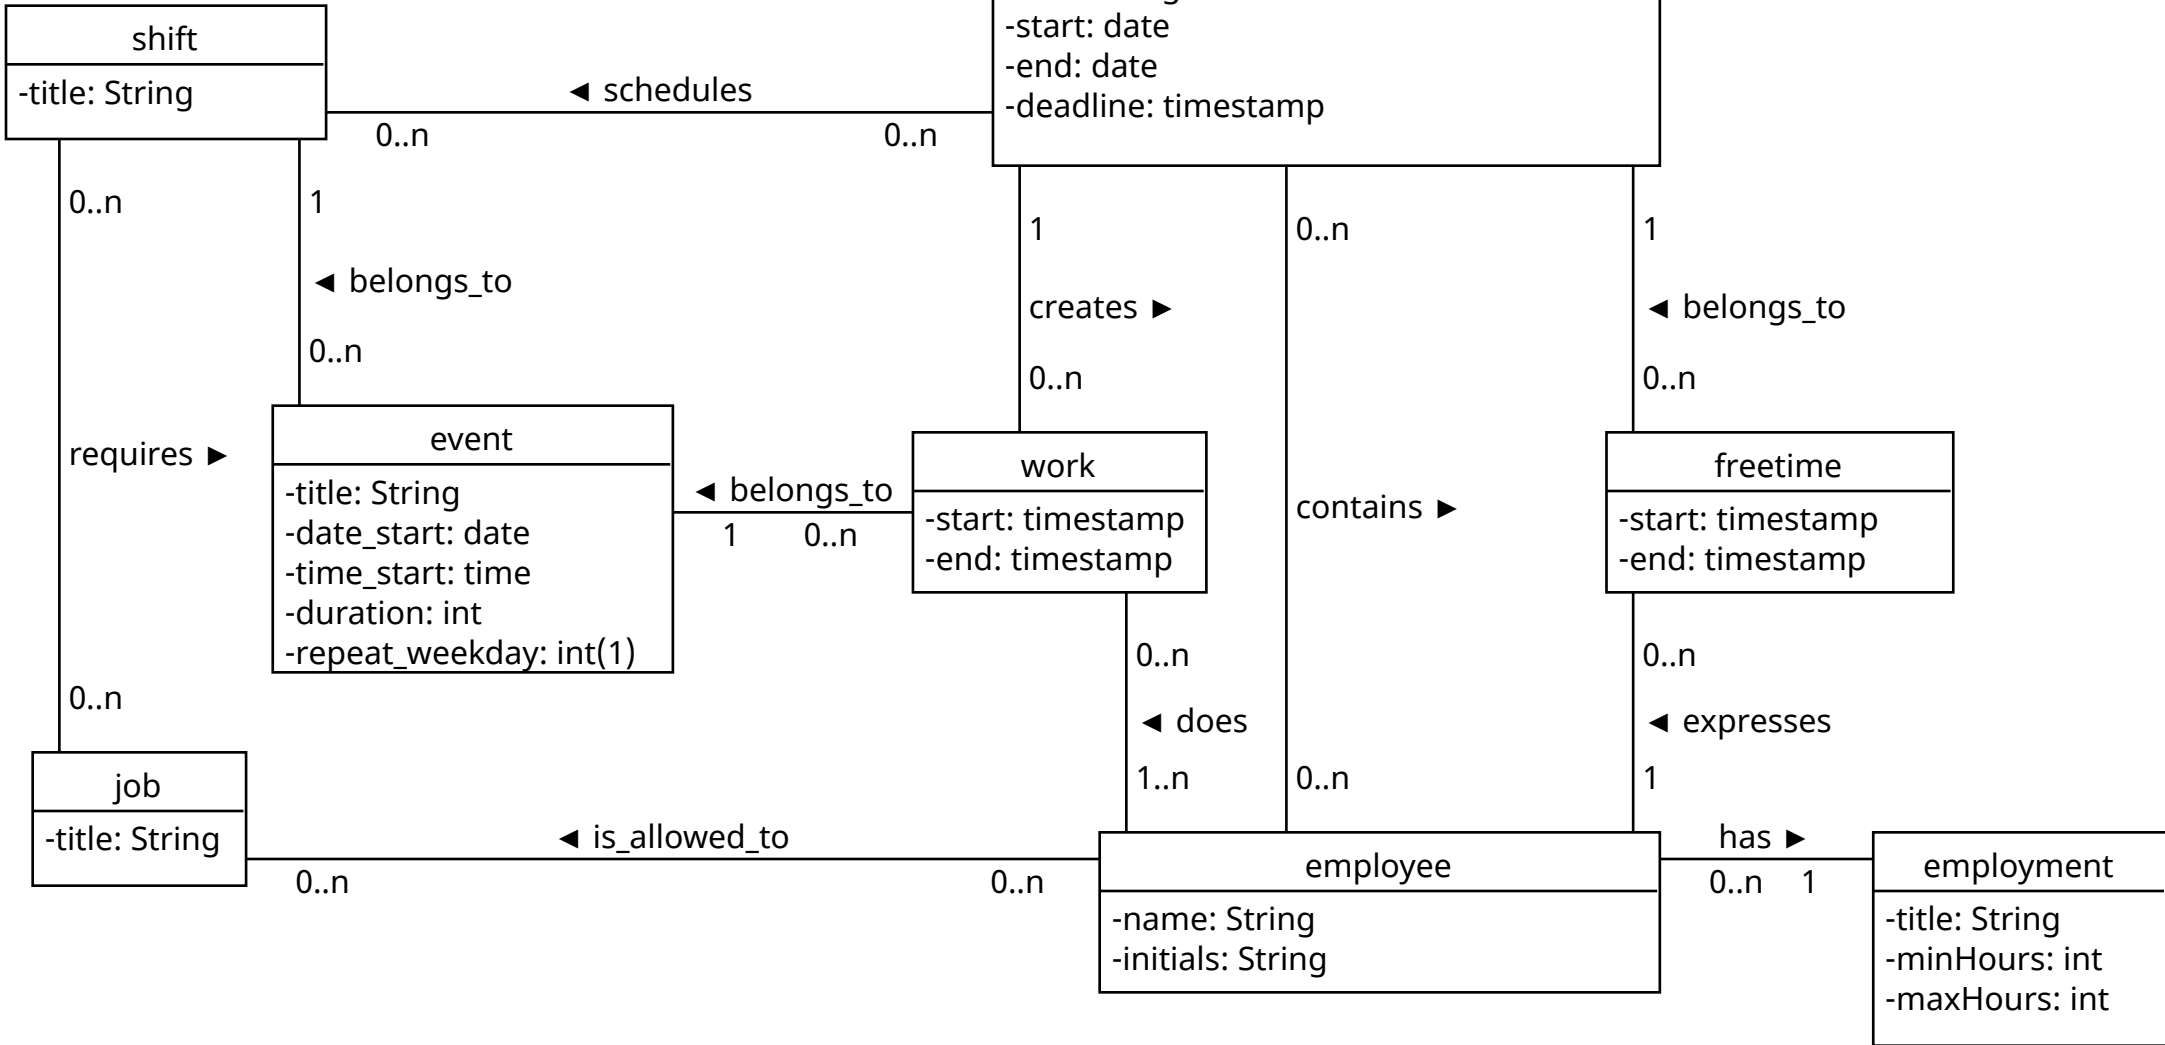 shift
-title: String
-start: date
-end: date
-deadline: timestamp
◄ schedules
0..n
0..n
0..n
1
1
0..n
1
◄ belongs_to
creates ►
◄ belongs_to
0..n
0..n
0..n
requires ►
event
-title: String
-date_start: date
-time_start: time
-duration: int
-repeat_weekday: int(1)
◄ belongs_to
1
0..n
work
-start: timestamp
-end: timestamp
contains ►
freetime
-start: timestamp
-end: timestamp
0..n
0..n
0..n
◄ does
◄ expresses
1..n
0..n
1
job
-title: String
◄ is_allowed_to
0..n
0..n
employee
-name: String
-initials: String
has ►
0..n
1
employment
-title: String
-minHours: int
-maxHours: int